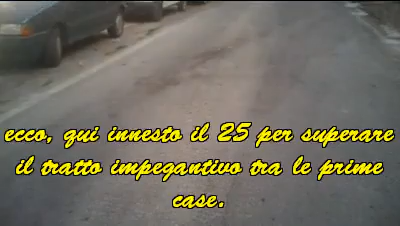 ecco, qui innesto il 25 per superare
il tratto impegantivo tra le prime
case.